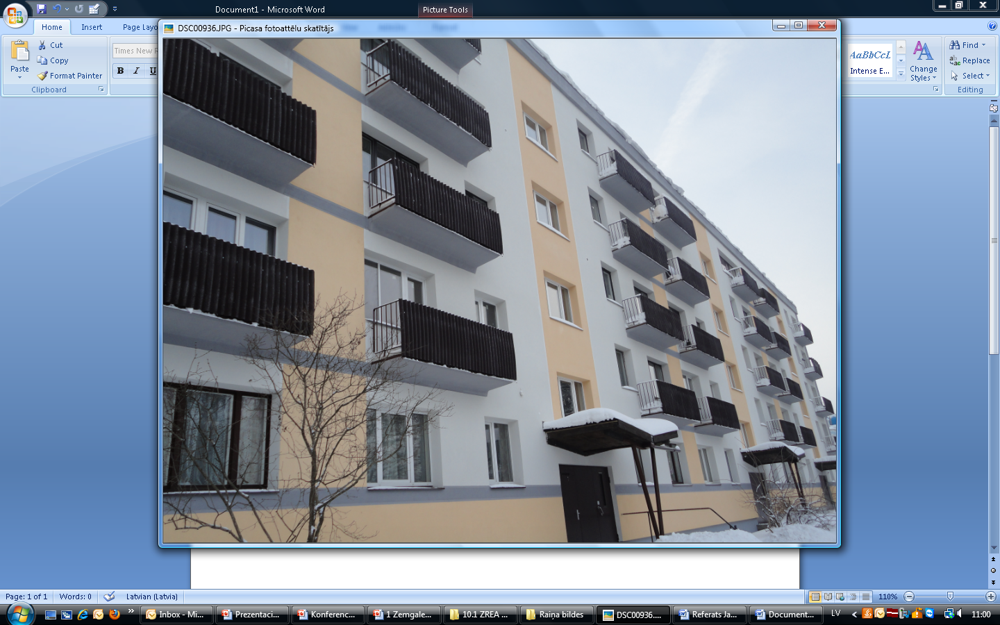 Document1 - Microsoft Word
Picture Tools
Home
Insert
Page Layo
DSC00936.JPG - Picasa fotoattēlu skatītājs
Paste
Cut
Copy
Format Painter
Clipboard
Times New R
B I U
AaBbCcL
Intense E...
Change
Styles
Find
Replace
Select
Editing
Page: 1 of 1
Words: 0
Latvian (Latvia)
110%
Inbox - Mi...
Prezentaci...
Konferenc...
1 Zemgale...
10.1 ZREA ...
Raiņa bildes
DSC00936....
Referats Ja...
Document...
LV
11:00